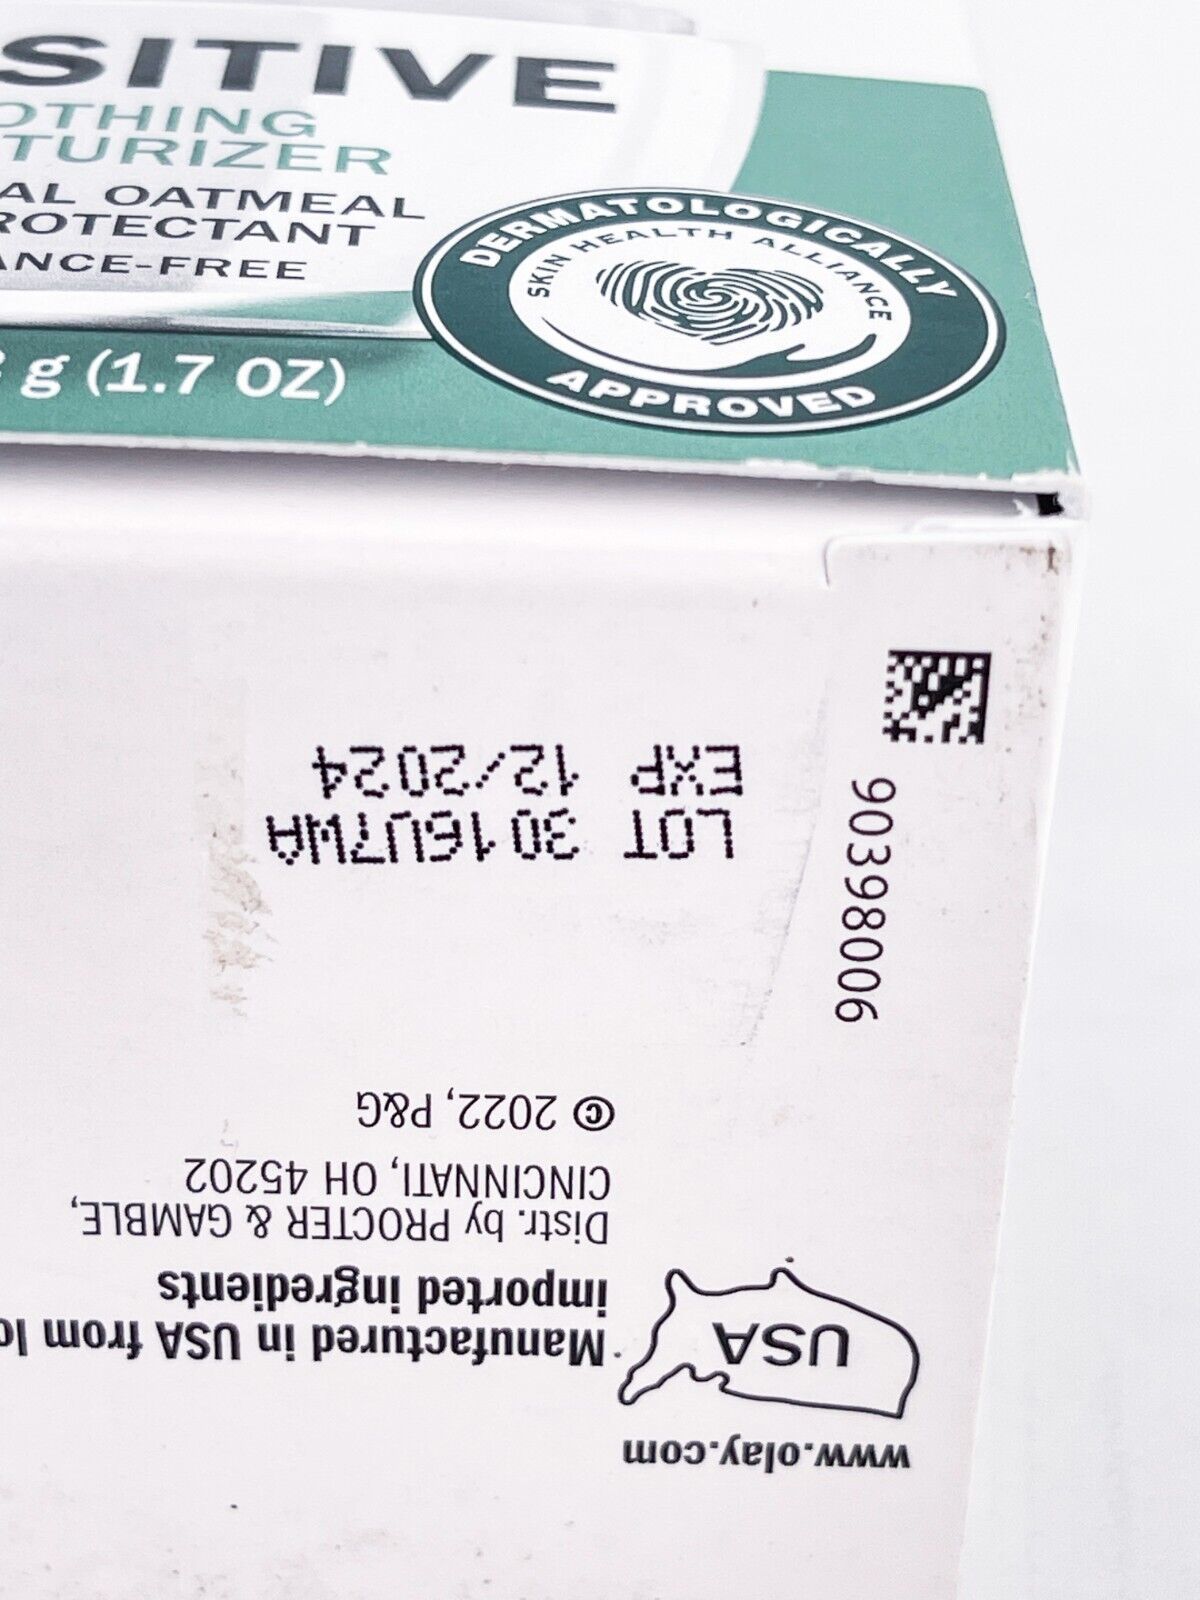 SITIVE
OTHING
TURIZER
AL OATMEAL
ROTECTANT
ANCE-FREE
g (1.7 OZ)
DERMATOLOGICALLY
SKIN HEALTH ALLIANCE
APPROVED
90398006
LOT 3016U7WA
EXP 12/2024
www.olay.com
USA
Manufactured in USA from lo
imported ingredients
Distr. by PROCTER & GAMBLE,
CINCINNATI, OH 45202
© 2022, P&G